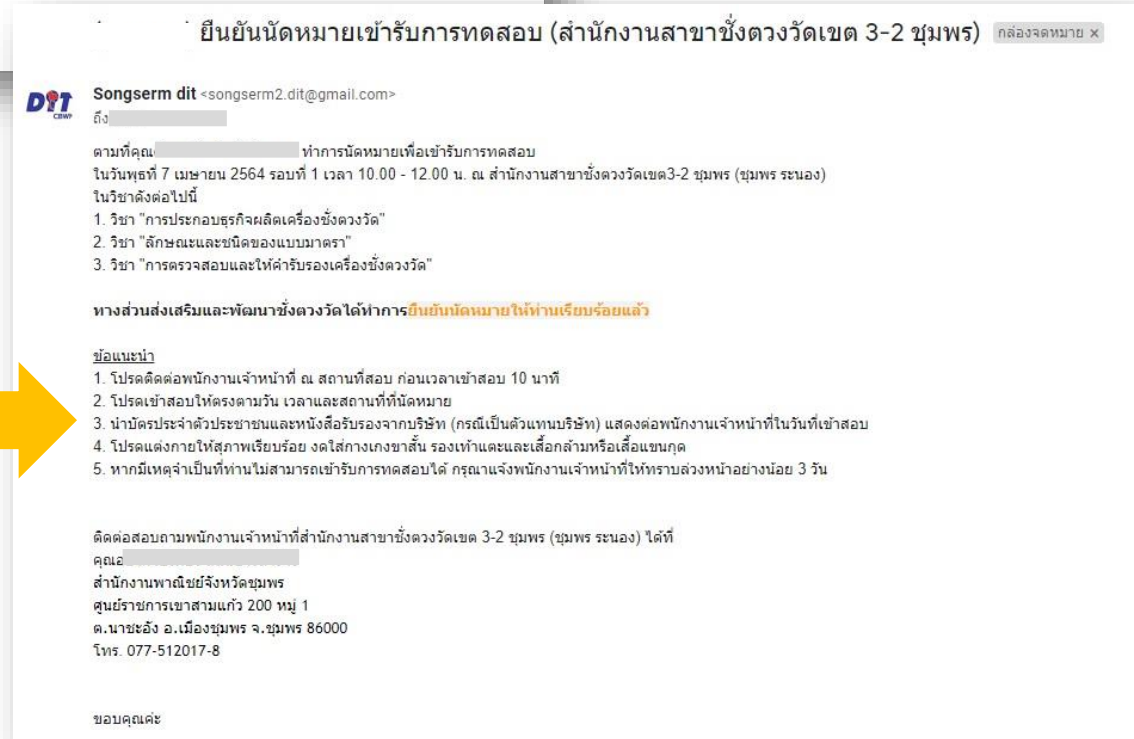 ยืนยันนัดหมายเข้ารับการทดสอบ (สำนักงานสาขาชั่งตวงวัดเขต 3-2 ชุมพร) กล่องจดหมาย x
DIT
CBWM
Songserm dit <songserm2.dit@gmail.com>
ถึง
ตามที่คุณ ทำการนัดหมายเพื่อเข้ารับการทดสอบ
ในวันพุธที่ 7 เมษายน 2564 รอบที่ 1 เวลา 10.00 - 12.00 น. ณ สำนักงานสาขาชั่งตวงวัดเขต3-2 ชุมพร (ชุมพร ระนอง)
ในวิชาดังต่อไปนี้
1. วิชา "การประกอบธุรกิจผลิตเครื่องชั่งตวงวัด"
2. วิชา "ลักษณะและชนิดของแบบมาตรา"
3. วิชา "การตรวจสอบและให้คำรับรองเครื่องชั่งตวงวัด"
ทางส่วนส่งเสริมและพัฒนาชั่งตวงวัดได้ทำการยืนยันนัดหมายให้ท่านเรียบร้อยแล้ว
ข้อแนะนำ
1. โปรดติดต่อพนักงานเจ้าหน้าที่ ณ สถานที่สอบ ก่อนเวลาเข้าสอบ 10 นาที
2. โปรดเข้าสอบให้ตรงตามวัน เวลาและสถานที่ที่นัดหมาย
3. นำบัตรประจำตัวประชาชนและหนังสือรับรองจากบริษัท (กรณีเป็นตัวแทนบริษัท) แสดงต่อพนักงานเจ้าหน้าที่ในวันที่เข้าสอบ
4. โปรดแต่งกายให้สุภาพเรียบร้อย งดใส่กางเกงขาสั้น รองเท้าแตะและเสื้อกล้ามหรือเสื้อแขนกุด
5. หากมีเหตุจำเป็นที่ท่านไม่สามารถเข้ารับการทดสอบได้ กรุณาแจ้งพนักงานเจ้าหน้าที่ให้ทราบล่วงหน้าอย่างน้อย 3 วัน
ติดต่อสอบถามพนักงานเจ้าหน้าที่สำนักงานสาขาชั่งตวงวัดเขต 3-2 ชุมพร (ชุมพร ระนอง) ได้ที่
คุณอ
สำนักงานพาณิชย์จังหวัดชุมพร
ศูนย์ราชการเขาสามแก้ว 200 หมู่ 1
ต.นาชะอัง อ.เมืองชุมพร จ.ชุมพร 86000
โทร. 077-512017-8
ขอบคุณค่ะ